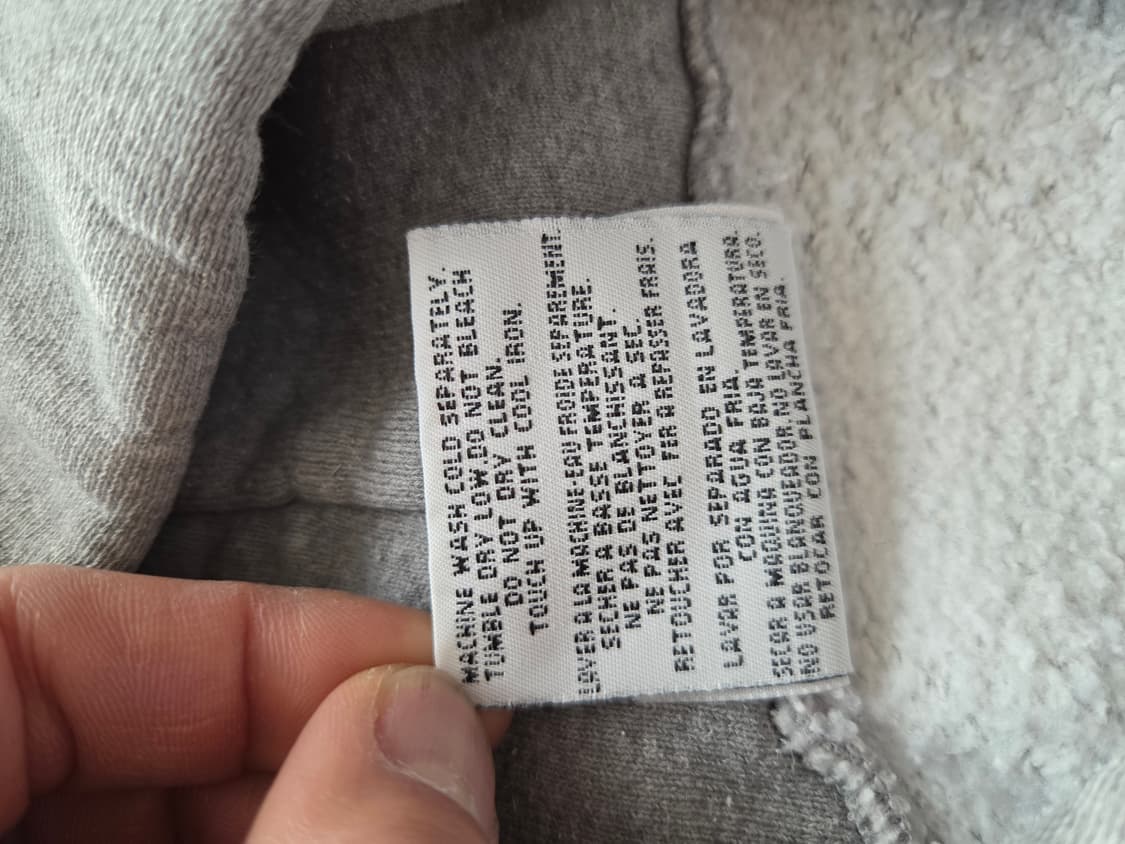 MACHINE WASH COLD SEPARATELY.
TUMBLE DRY LOW.DO NOT BLEACH
DO NOT DRY CLEAN.
TOUCH UP WITH COOL IRON.
LAVER A LA MACHINE EAU FROIDE SEPAREMENT.
SECHER A BASSE TEMPERATURE.
NE PAS DE BLANCHISSANT.
NE PAS NETTOVER A SEC.
RETOUCHER AVEC FER A REPASSER FRAIS.
LAVAR POR SEPARADO EN LAVADORA
CON AGUA FRIA.
SECAR A MAQUINA CON BAJA TEMPERATURA.
NO USAR BLANQUEADOR.NO LAVAR EN SECO.
RETOCAR CON PLANCHA FRIA.